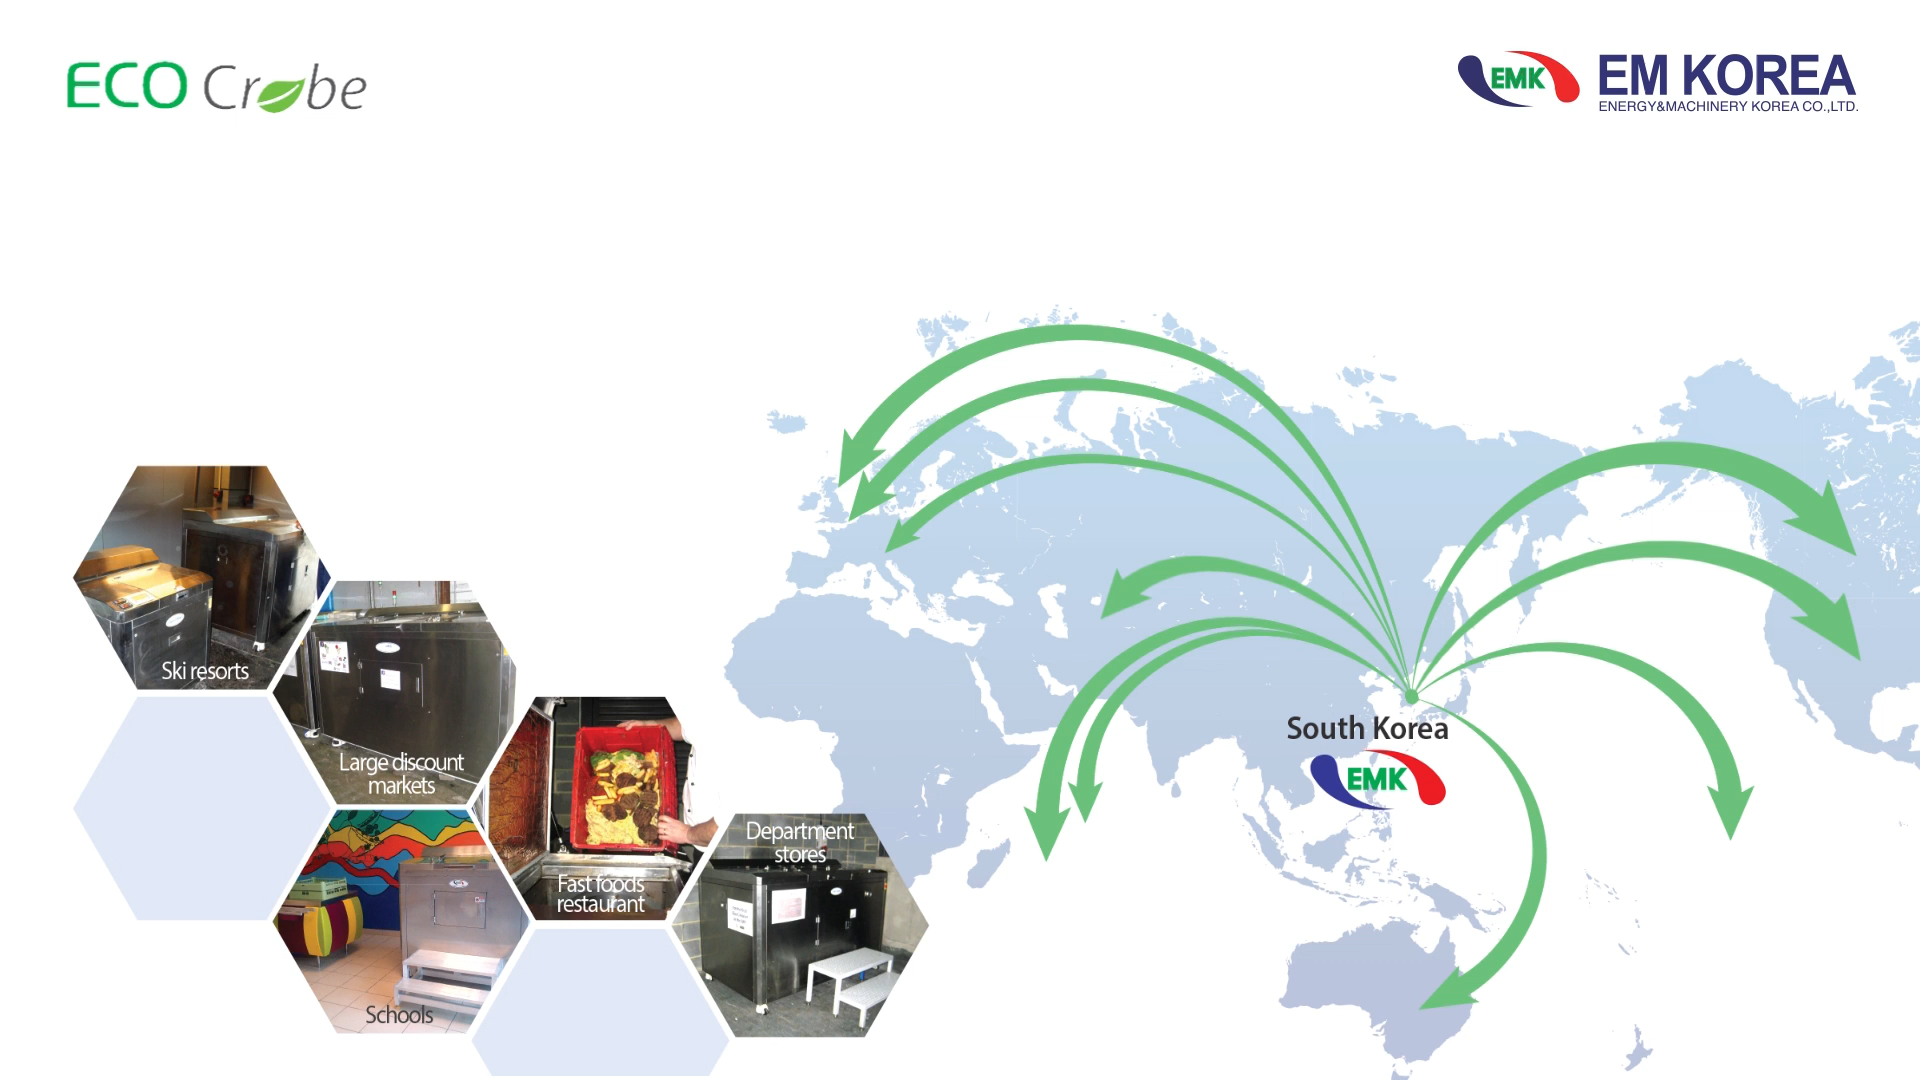 ECO Crobe
EMK
EM KOREA
ENERGY&MACHINERY KOREA CO.,LTD.
Ski resorts
Large discount
markets
Fast foods
restaurant
Department
stores
Schools
South Korea
EMK